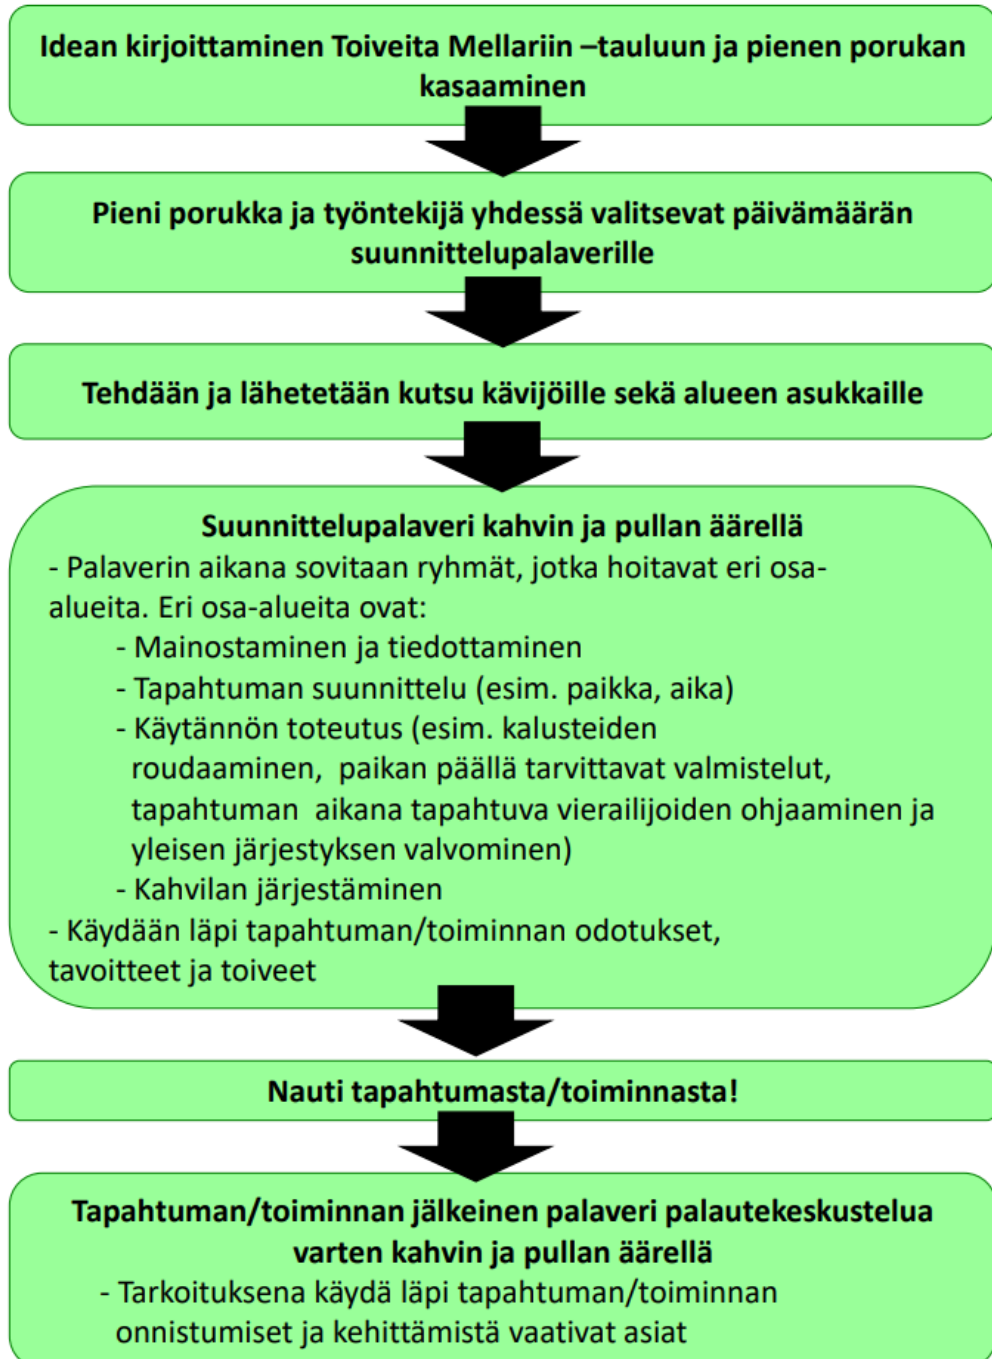 Idean kirjoittaminen Toiveita Mellariin –tauluun ja pienen porukan
kasaaminen
Pieni porukka ja työntekijä yhdessä valitsevat päivämäärän
suunnittelupalaverille
Tehdään ja lähetetään kutsu kävijöille sekä alueen asukkaille
Suunnittelupalaveri kahvin ja pullan äärellä
- Palaverin aikana sovitaan ryhmät, jotka hoitavat eri osa-
alueita. Eri osa-alueita ovat:
- Mainostaminen ja tiedottaminen
- Tapahtuman suunnittelu (esim. paikka, aika)
- Käytännön toteutus (esim. kalusteiden
roudaaminen, paikan päällä tarvittavat valmistelut,
tapahtuman aikana tapahtuva vierailijoiden ohjaaminen ja
yleisen järjestyksen valvominen)
- Kahvilan järjestäminen
- Käydään läpi tapahtuman/toiminnan odotukset,
tavoitteet ja toiveet
Nauti tapahtumasta/toiminnasta!
Tapahtuman/toiminnan jälkeinen palaveri palautekeskustelua
varten kahvin ja pullan äärellä
- Tarkoituksena käydä läpi tapahtuman/toiminnan
onnistumiset ja kehittämistä vaativat asiat